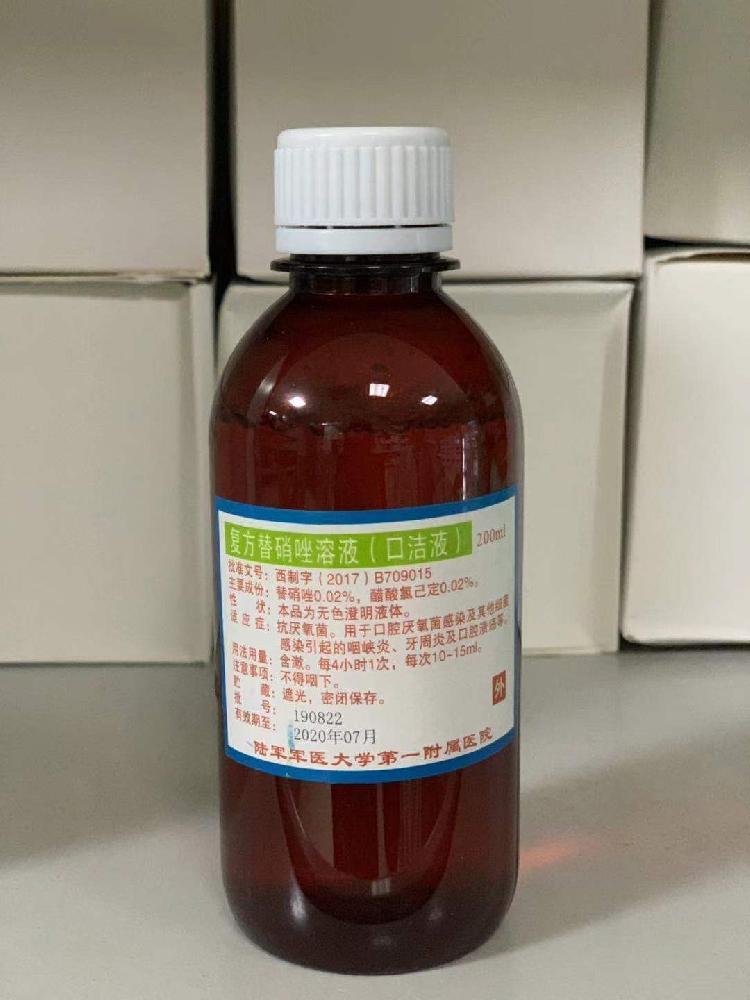 复方替硝唑溶液（口洁液） 200ml
批准文号：西制字（2017）B709015
主要成份：替硝唑0.02%，醋酸氯己定0.02%。
性 状：本品为无色澄明液体。
适 应 症：抗厌氧菌。用于口腔厌氧菌感染及其他细菌
感染引起的咽峡炎、牙周炎及口腔溃疡等。
用法用量：含漱。每4小时1次，每次10-15ml。
注意事项：不得咽下。
贮 藏：遮光，密闭保存。
外
批 号：190822
有效期至：2020年07月
陆军军医大学第一附属医院